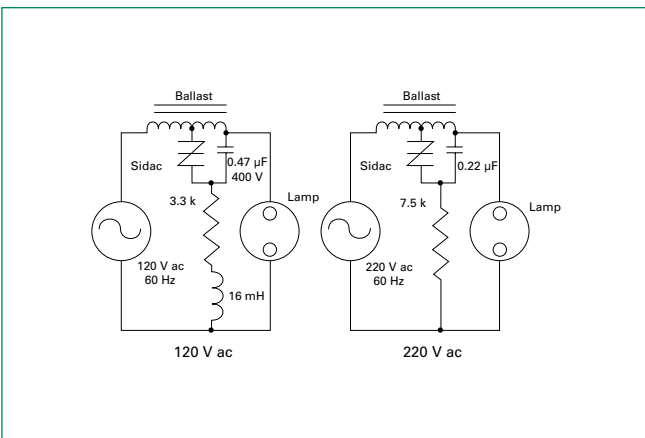 Ballast
Sidac
0.47 µF
400 V
3.3 k
Lamp
120 V ac
60 Hz
16 mH
120 V ac
Ballast
Sidac
0.22 µF
7.5 k
Lamp
220 V ac
60 Hz
220 V ac